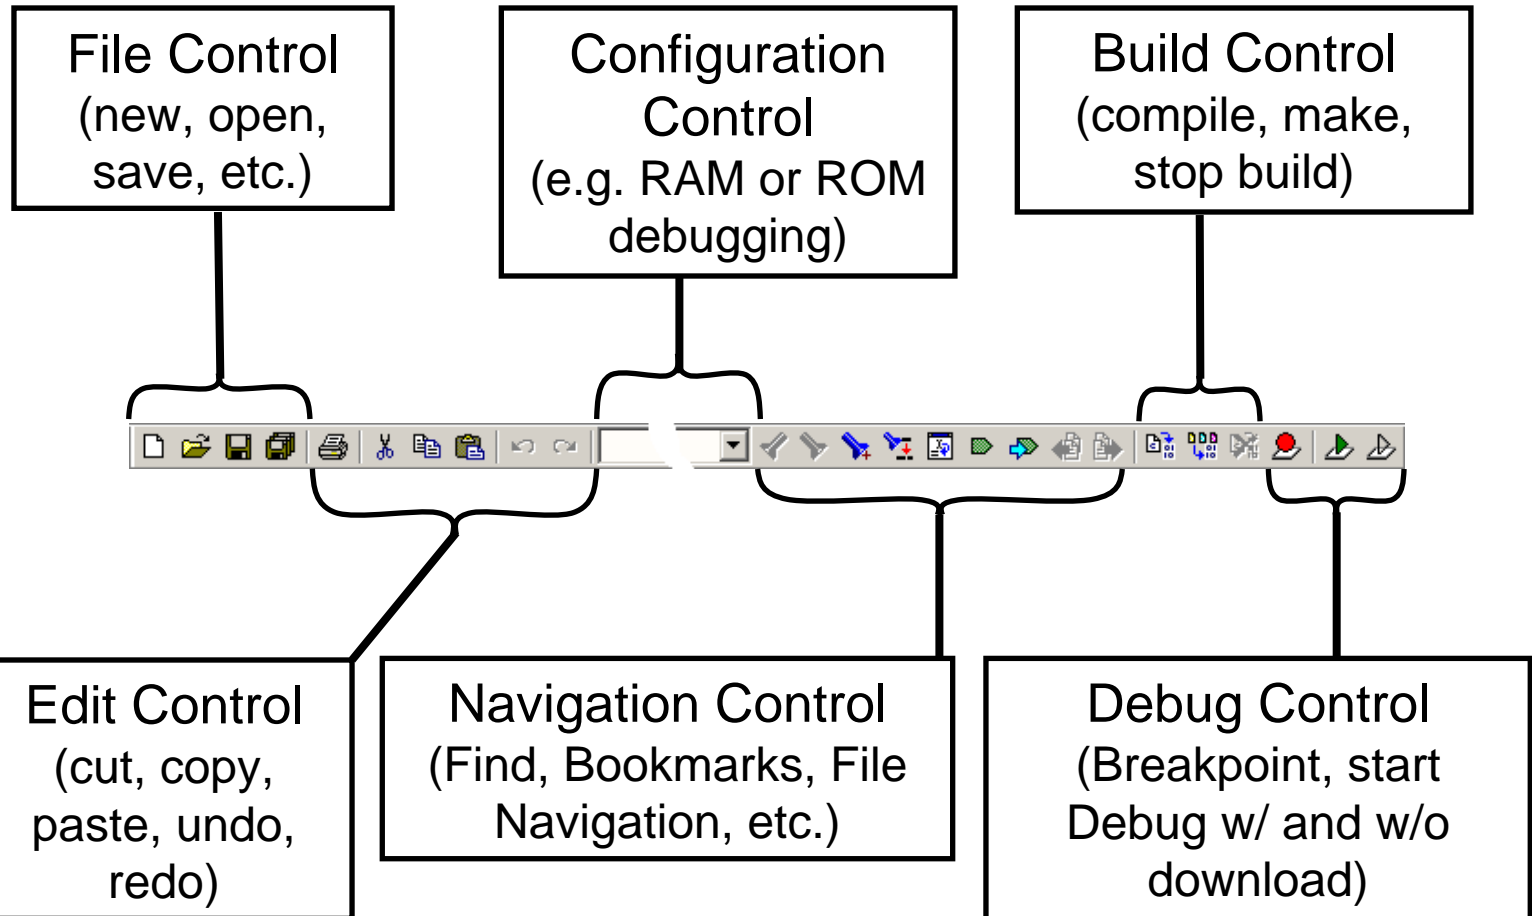 File Control
(new, open,
save, etc.)
Configuration
Control
(e.g. RAM or ROM
debugging)
Build Control
(compile, make,
stop build)
Edit Control
(cut, copy,
paste, undo,
redo)
Navigation Control
(Find, Bookmarks, File
Navigation, etc.)
Debug Control
(Breakpoint, start
Debug w/ and w/o
download)